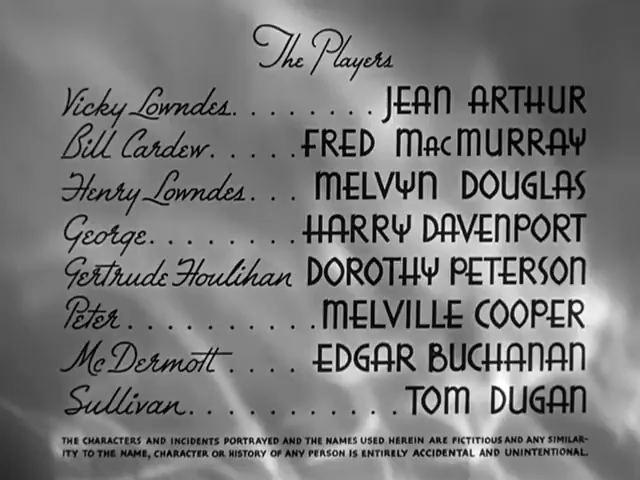 The Players
Vicky Lowndes. . . . . . . . JEAN ARTHUR
Bill Cardew. . . . . FRED MacMURRAY
Henry Lowndes. . . MELVYN DOUGLAS
George. . . . . . . . HARRY DAVENPORT
Gertrude Houlihan DOROTHY PETERSON
Peter. . . . . . . . . . MELVILLE COOPER
McDermott . . . . EDGAR BUCHANAN
Sullivan. . . . . . . . . . . TOM DUGAN
THE CHARACTERS AND INCIDENTS PORTRAYED AND THE NAMES USED HEREIN ARE FICTITIOUS AND ANY SIMILAR-
ITY TO THE NAME, CHARACTER OR HISTORY OF ANY PERSON IS ENTIRELY ACCIDENTAL AND UNINTENTIONAL.